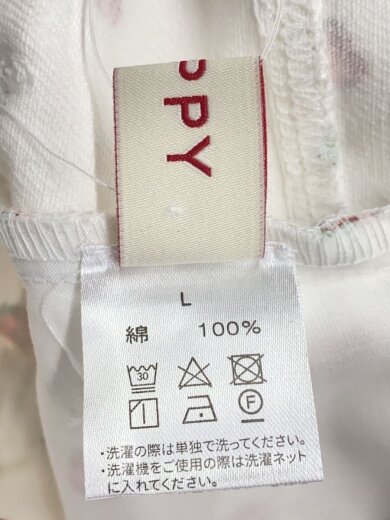 PPY
L
綿 100%
30
F
・洗濯の際は単独で洗ってください。
・洗濯機をご使用の際は洗濯ネット
に入れてください。